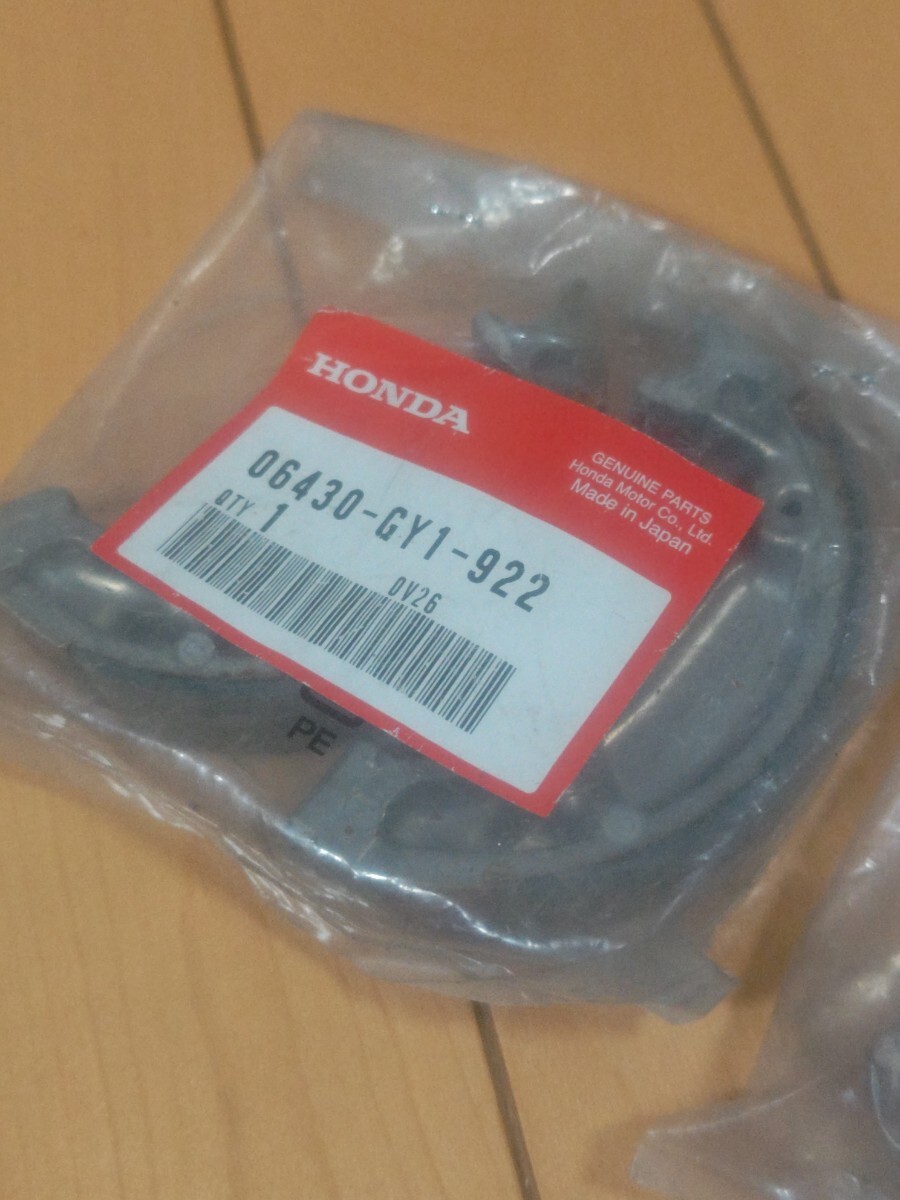 HONDA
GENUINE PARTS
Honda Motor Co., Ltd.
Made in Japan
06430-GY1-922
QTY 1
0V26
PE